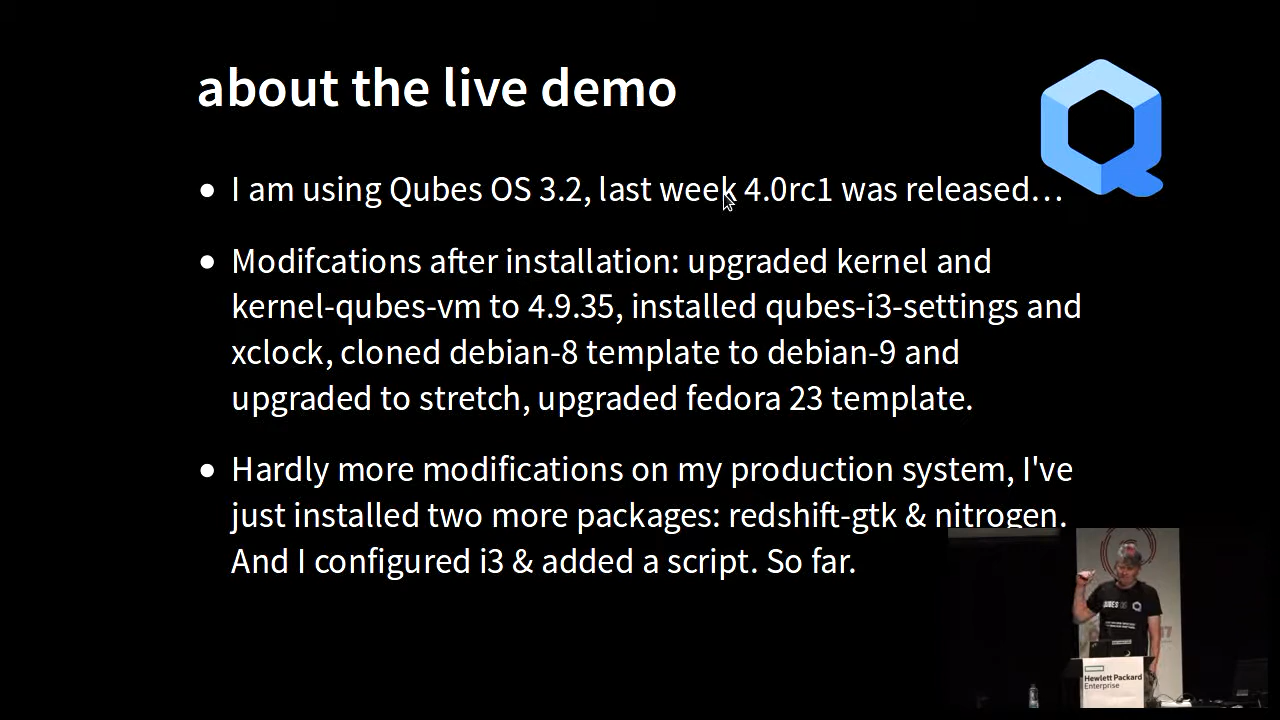 about the live demo
I am using Qubes OS 3.2, last week 4.0rc1 was released…
Modifcations after installation: upgraded kernel and
kernel-qubes-vm to 4.9.35, installed qubes-i3-settings and
xclock, cloned debian-8 template to debian-9 and
upgraded to stretch, upgraded fedora 23 template.
Hardly more modifications on my production system, I've
just installed two more packages: redshift-gtk & nitrogen.
And I configured i3 & added a script. So far.
QUBES OS
17
Hewlett Packard
Enterprise